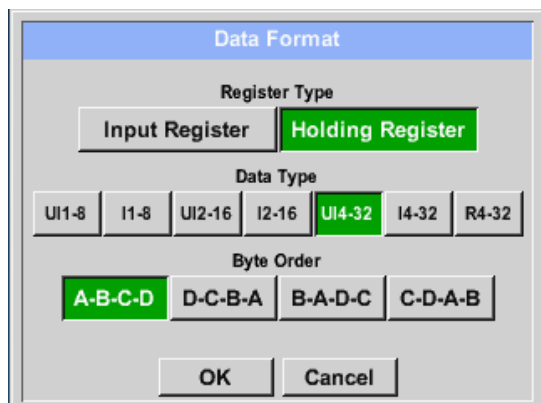 Data Format
Register Type
Input Register Holding Register
Data Type
UI1-8 I1-8 UI2-16 I2-16 UI4-32 I4-32 R4-32
Byte Order
A-B-C-D D-C-B-A B-A-D-C C-D-A-B
OK Cancel